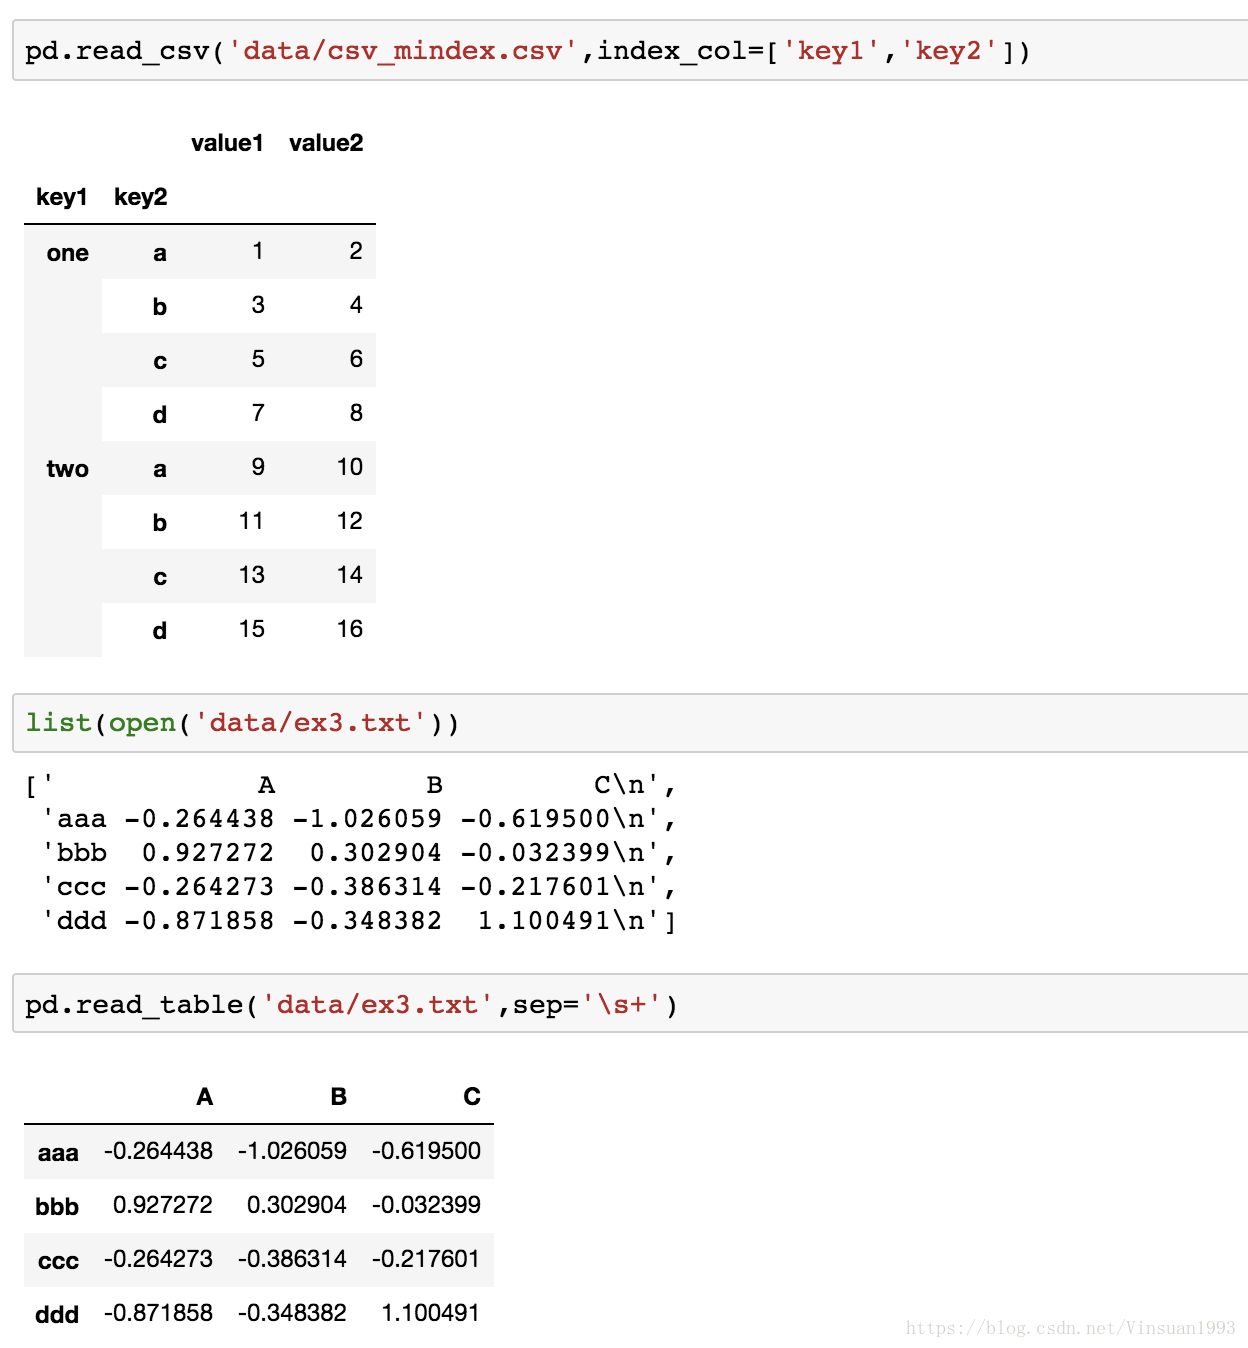 pd.read_csv('data/csv_mindex.csv',index_col=['key1','key2'])
value1 value2
key1 key2
one a 1 2
b 3 4
c 5 6
d 7 8
two a 9 10
b 11 12
c 13 14
d 15 16
list(open('data/ex3.txt'))
['            A         B         C\n',
 'aaa -0.264438 -1.026059 -0.619500\n',
 'bbb  0.927272  0.302904 -0.032399\n',
 'ccc -0.264273 -0.386314 -0.217601\n',
 'ddd -0.871858 -0.348382  1.100491\n']
pd.read_table('data/ex3.txt',sep='\s+')
A B C
aaa -0.264438 -1.026059 -0.619500
bbb 0.927272 0.302904 -0.032399
ccc -0.264273 -0.386314 -0.217601
ddd -0.871858 -0.348382 1.100491
https://blog.csdn.net/Vinsuan1993